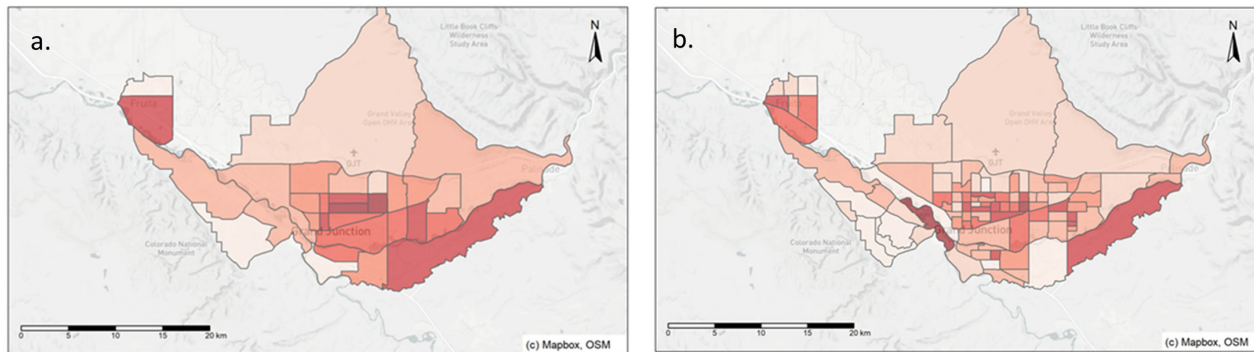 a.
Little Book Cliffs
Wilderness
Study Area
N
Fruita
Grand Valley
Open OHV Area
GJT
Palisade
Grand Junction
Colorado National
Monument
0 5 10 15 20 km
(c) Mapbox, OSM
b.
Little Book Cliffs
Wilderness
Study Area
N
Fruita
Grand Valley
Open OHV Area
GJT
Palisade
Grand Junction
Colorado National
Monument
0 5 10 15 20 km
(c) Mapbox, OSM